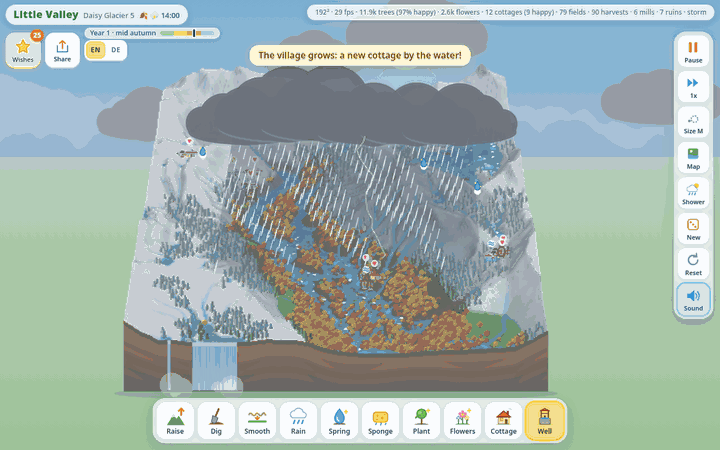 Little Valley Daisy Glacier 5 14:00
192² · 29 fps · 11.9k trees (97% happy) · 2.6k flowers · 12 cottages (9 happy) · 79 fields · 90 harvests · 6 mills · 7 ruins · storm
25
Wishes
Share
Year 1 · mid autumn
EN DE
The village grows: a new cottage by the water!
Pause
1x
Size M
Map
Shower
New
Reset
Sound
Raise Dig Smooth Rain Spring Sponge Plant Flowers Cottage Well